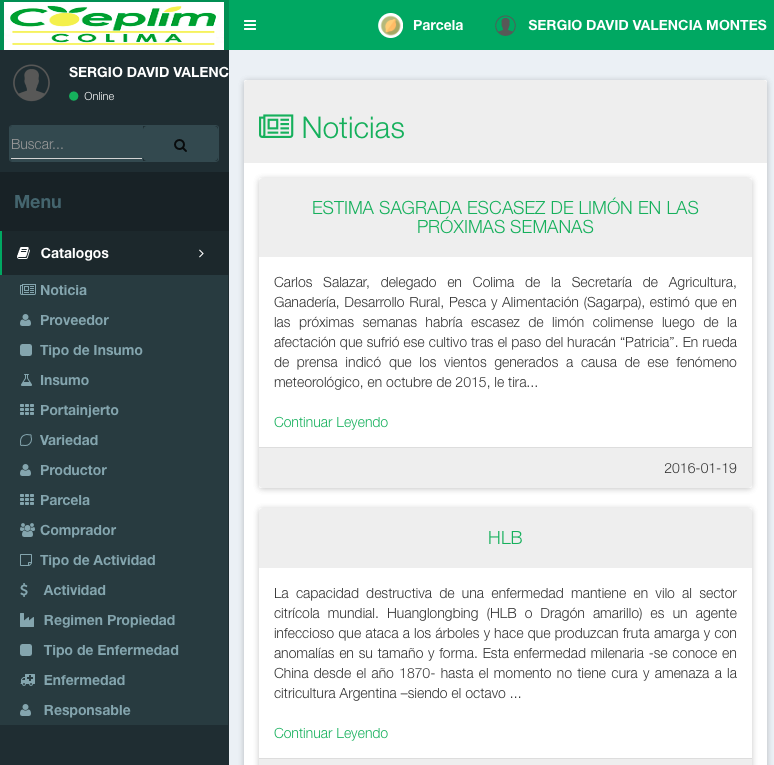 Coeplim
COLIMA
Parcela
SERGIO DAVID VALENCIA MONTES
SERGIO DAVID VALENC
Online
Buscar...
Menu
Catalogos
Noticia
Proveedor
Tipo de Insumo
Insumo
Portainjerto
Variedad
Productor
Parcela
Comprador
Tipo de Actividad
Actividad
Regimen Propiedad
Tipo de Enfermedad
Enfermedad
Responsable
Noticias
ESTIMA SAGRADA ESCASEZ DE LIMÓN EN LAS
PRÓXIMAS SEMANAS
Carlos Salazar, delegado en Colima de la Secretaría de Agricultura,
Ganadería, Desarrollo Rural, Pesca y Alimentación (Sagarpa), estimó que en
las próximas semanas habría escasez de limón colimense luego de la
afectación que sufrió ese cultivo tras el paso del huracán “Patricia”. En rueda
de prensa indicó que los vientos generados a causa de ese fenómeno
meteorológico, en octubre de 2015, le tira...
Continuar Leyendo
2016-01-19
HLB
La capacidad destructiva de una enfermedad mantiene en vilo al sector
citrícola mundial. Huanglongbing (HLB o Dragón amarillo) es un agente
infeccioso que ataca a los árboles y hace que produzcan fruta amarga y con
anomalías en su tamaño y forma. Esta enfermedad milenaria -se conoce en
China desde el año 1870- hasta el momento no tiene cura y amenaza a la
citricultura Argentina –siendo el octavo ...
Continuar Leyendo